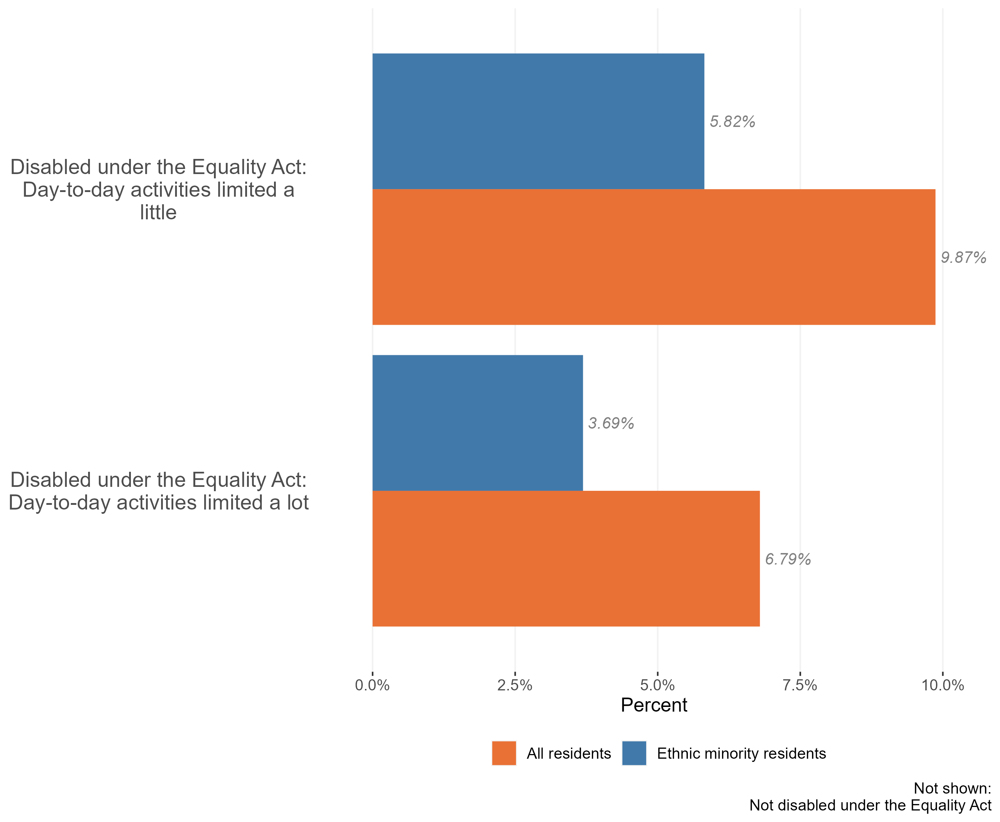 5.82%
Disabled under the Equality Act:
Day-to-day activities limited a
little
9.87%
3.69%
Disabled under the Equality Act:
Day-to-day activities limited a lot
6.79%
0.0% 2.5% 5.0% 7.5% 10.0%
Percent
All residents Ethnic minority residents
Not shown:
Not disabled under the Equality Act